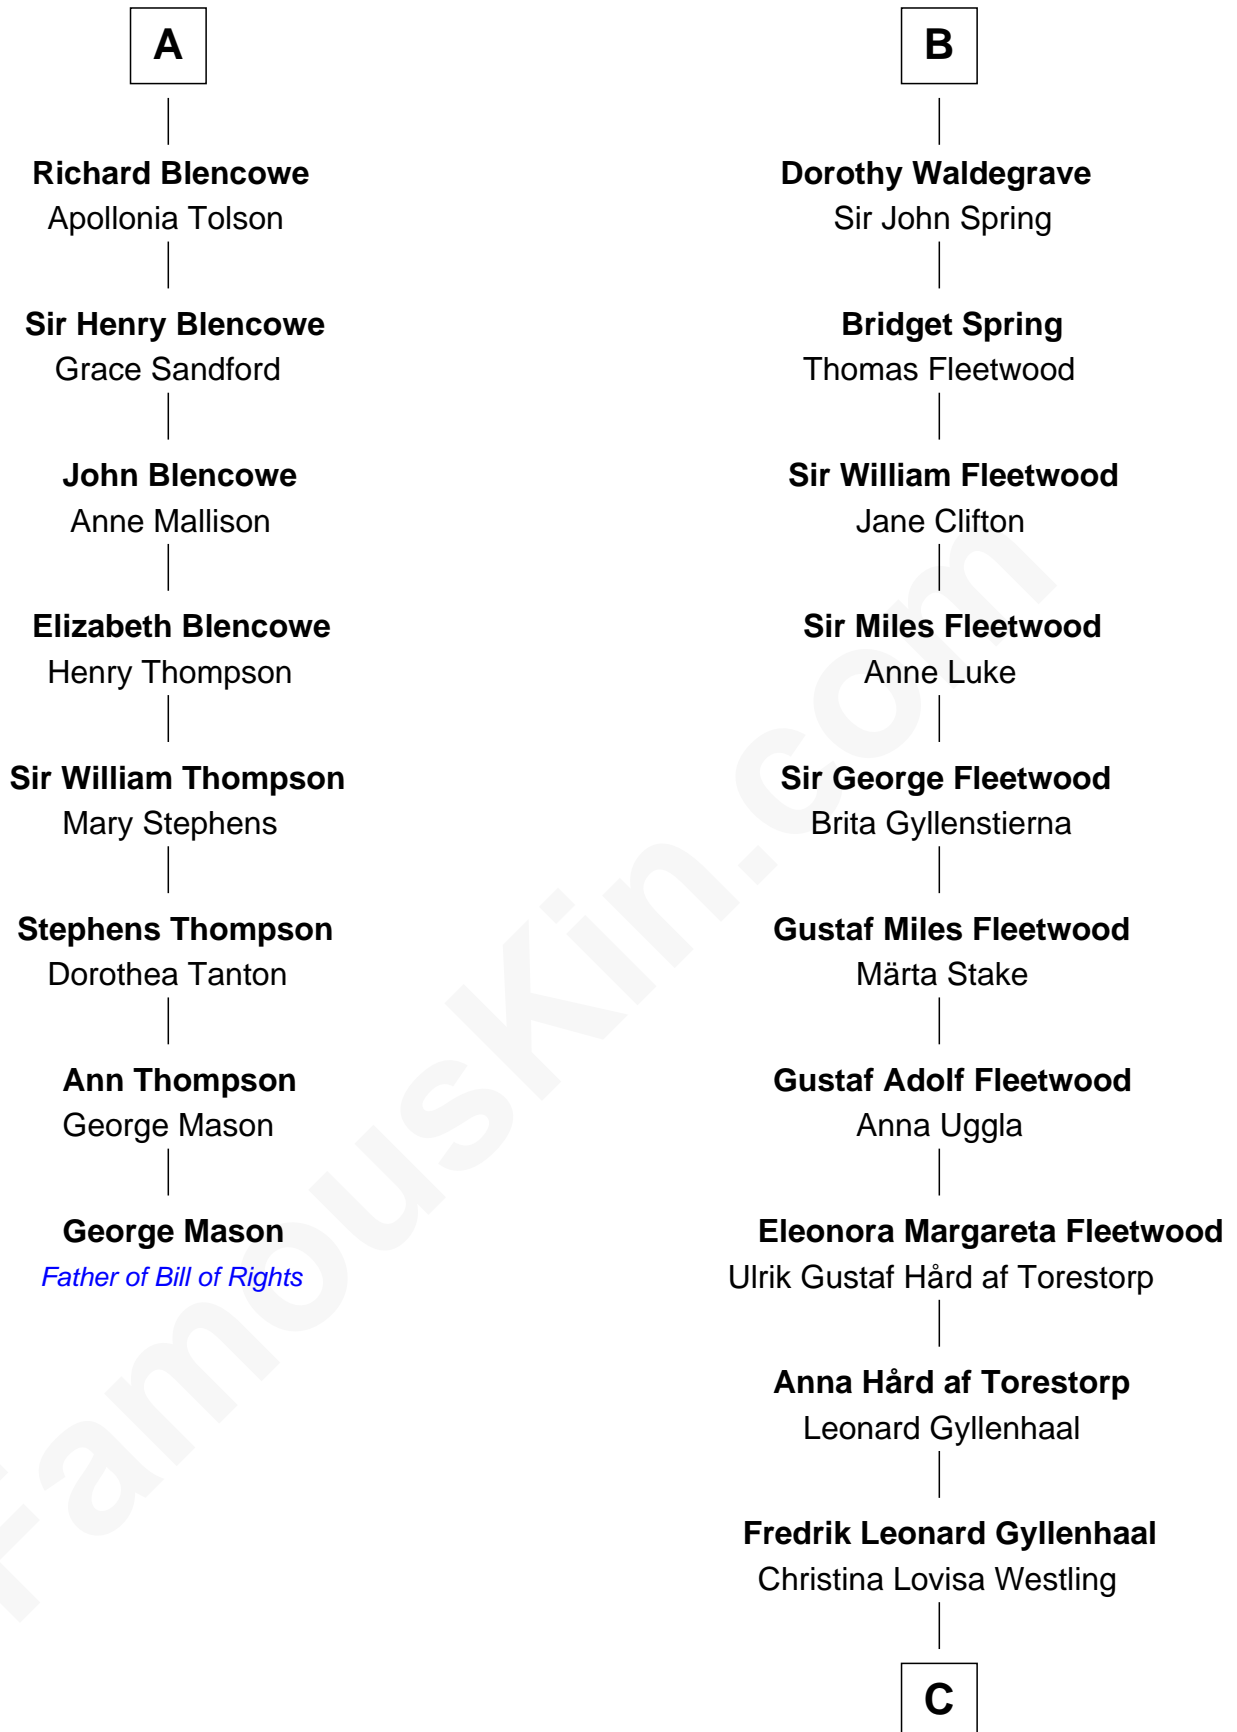 A
Richard Blencowe
Apollonia Tolson
Sir Henry Blencowe
Grace Sandford
John Blencowe
Anne Mallison
Elizabeth Blencowe
Henry Thompson
Sir William Thompson
Mary Stephens
Stephens Thompson
Dorothea Tanton
Ann Thompson
George Mason
George Mason
Father of Bill of Rights
B
Dorothy Waldegrave
Sir John Spring
Bridget Spring
Thomas Fleetwood
Sir William Fleetwood
Jane Clifton
Sir Miles Fleetwood
Anne Luke
Sir George Fleetwood
Brita Gyllenstierna
Gustaf Miles Fleetwood
Märta Stake
Gustaf Adolf Fleetwood
Anna Uggla
Eleonora Margareta Fleetwood
Ulrik Gustaf Hård af Torestorp
Anna Hård af Torestorp
Leonard Gyllenhaal
Fredrik Leonard Gyllenhaal
Christina Lovisa Westling
C
FamousKin.com